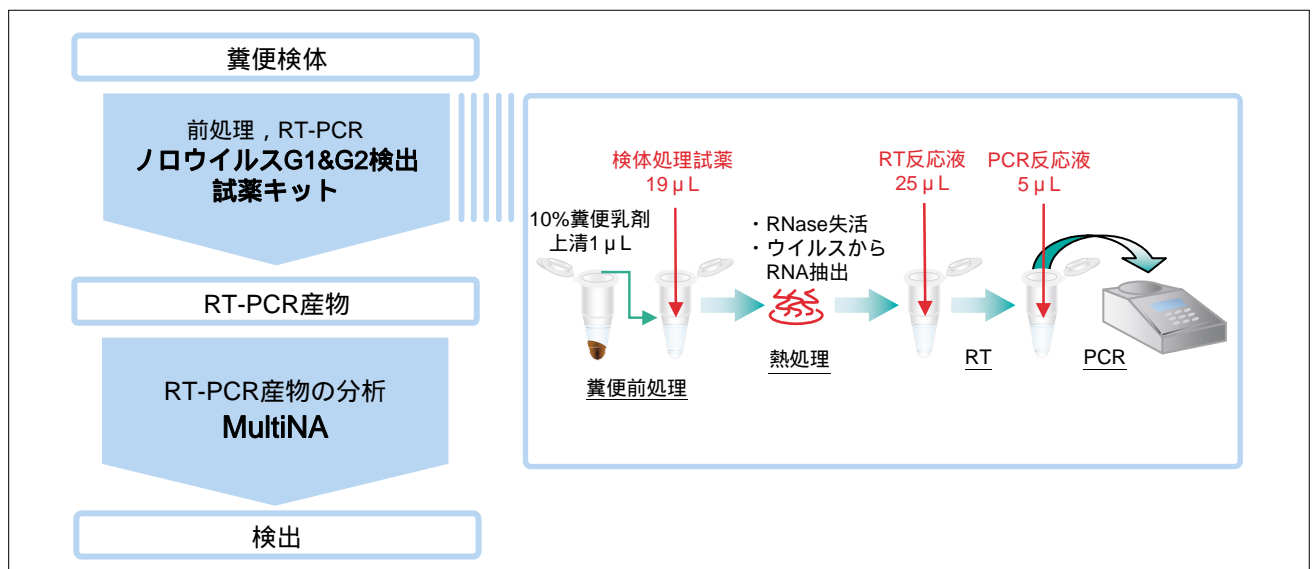 糞便検体
前処理，RT-PCR
ノロウイルスG1&G2検出
試薬キット
RT-PCR産物
RT-PCR産物の分析
MultiNA
検出
検体処理試薬
19μL
RT反応液
25μL
PCR反応液
5μL
10%糞便乳剤
上清1μL
・RNase失活
・ウイルスから
RNA抽出
糞便前処理
熱処理
RT
PCR